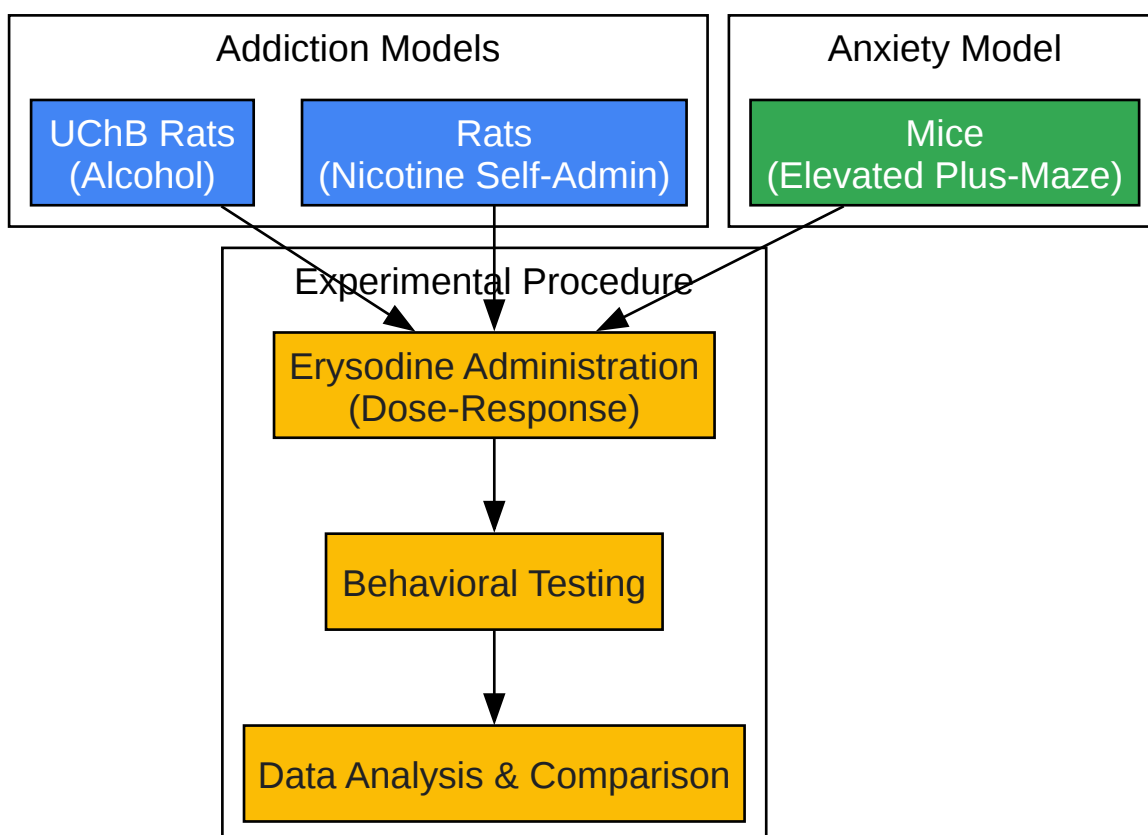 Addiction Models
Anxiety Model
UChB Rats
(Alcohol)
Rats
(Nicotine Self-Admin)
Mice
(Elevated Plus-Maze)
Experimental Procedure
Erysodine Administration
(Dose-Response)
Behavioral Testing
Data Analysis & Comparison